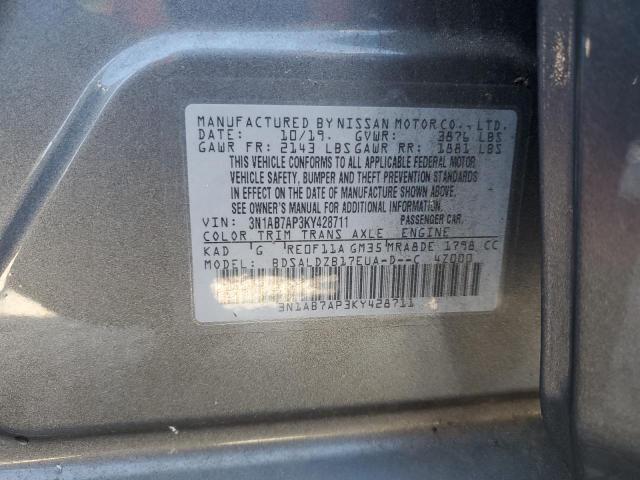 MANUFACTURED BY NISSAN MOTOR CO., LTD.
DATE: 10/19. GVWR: 3876 LBS
GAWR FR: 2143 LBS GAWR RR: 1881 LBS
THIS VEHICLE CONFORMS TO ALL APPLICABLE FEDERAL MOTOR
VEHICLE SAFETY, BUMPER AND THEFT PREVENTION STANDARDS
IN EFFECT ON THE DATE OF MANUFACTURE SHOWN ABOVE.
SEE OWNER'S MANUAL FOR ADDITIONAL INFORMATION.
VIN: 3N1AB7AP3KY428711 PASSENGER CAR.
COLOR TRIM TRANS AXLE ENGINE
KAD G RE0F11A GM35 MRA8DE 1798 CC
MODEL: BDSALDZB17EUA-D--C 4Z000
3N1AB7AP3KY428711